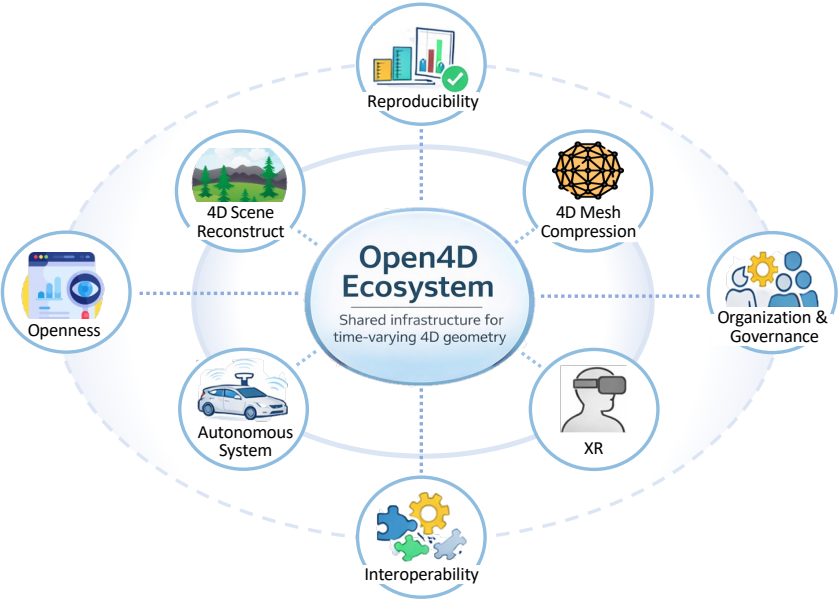 Reproducibility
4D Scene
Reconstruct
4D Mesh
Compression
Open4D
Ecosystem
Shared infrastructure for
time-varying 4D geometry
Openness
Organization &
Governance
Autonomous
System
XR
Interoperability